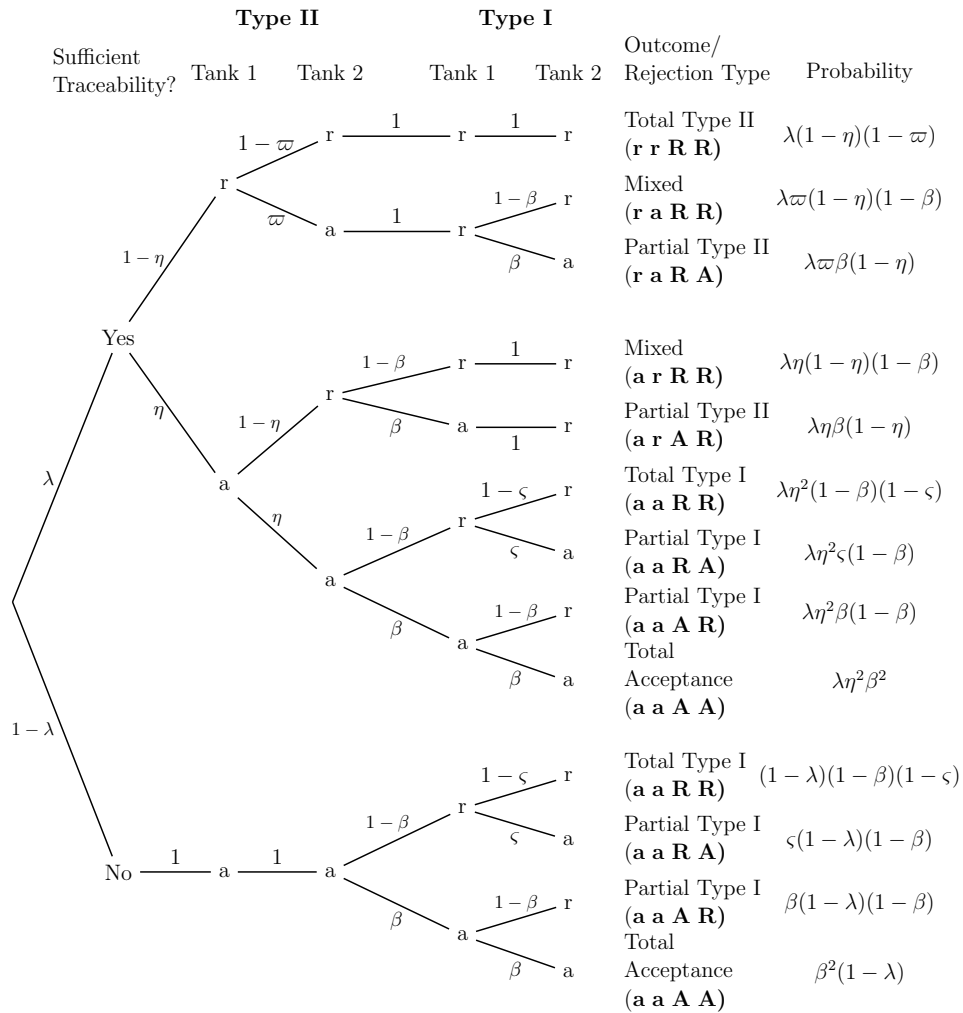 Type II Type I
Sufficient Traceability? Tank 1 Tank 2 Tank 1 Tank 2 Outcome/ Rejection Type Probability
1 − ϖ r 1 r 1 r Total Type II
(r r R R) λ(1 − η)(1 − ϖ)
r
ϖ a 1 r 1 − β r Mixed
(r a R R) λϖ(1 − η)(1 − β)
β a Partial Type II
(r a R A) λϖβ(1 − η)
1 − η
Yes
η
1 − η r 1 − β r 1 r Mixed
(a r R R) λη(1 − η)(1 − β)
β a 1 r Partial Type II
(a r A R) ληβ(1 − η)
λ
a
η a 1 − β r 1 − ς r Total Type I
(a a R R) λη²(1 − β)(1 − ς)
ς a Partial Type I
(a a R A) λη²ς(1 − β)
β a 1 − β r Partial Type I
(a a A R) λη²β(1 − β)
β a Total
Acceptance
(a a A A) λη²β²
1 − λ
No 1 a 1 a 1 − β r 1 − ς r Total Type I
(a a R R) (1 − λ)(1 − β)(1 − ς)
ς a Partial Type I
(a a R A) ς(1 − λ)(1 − β)
β a 1 − β r Partial Type I
(a a A R) β(1 − λ)(1 − β)
β a Total
Acceptance
(a a A A) β²(1 − λ)